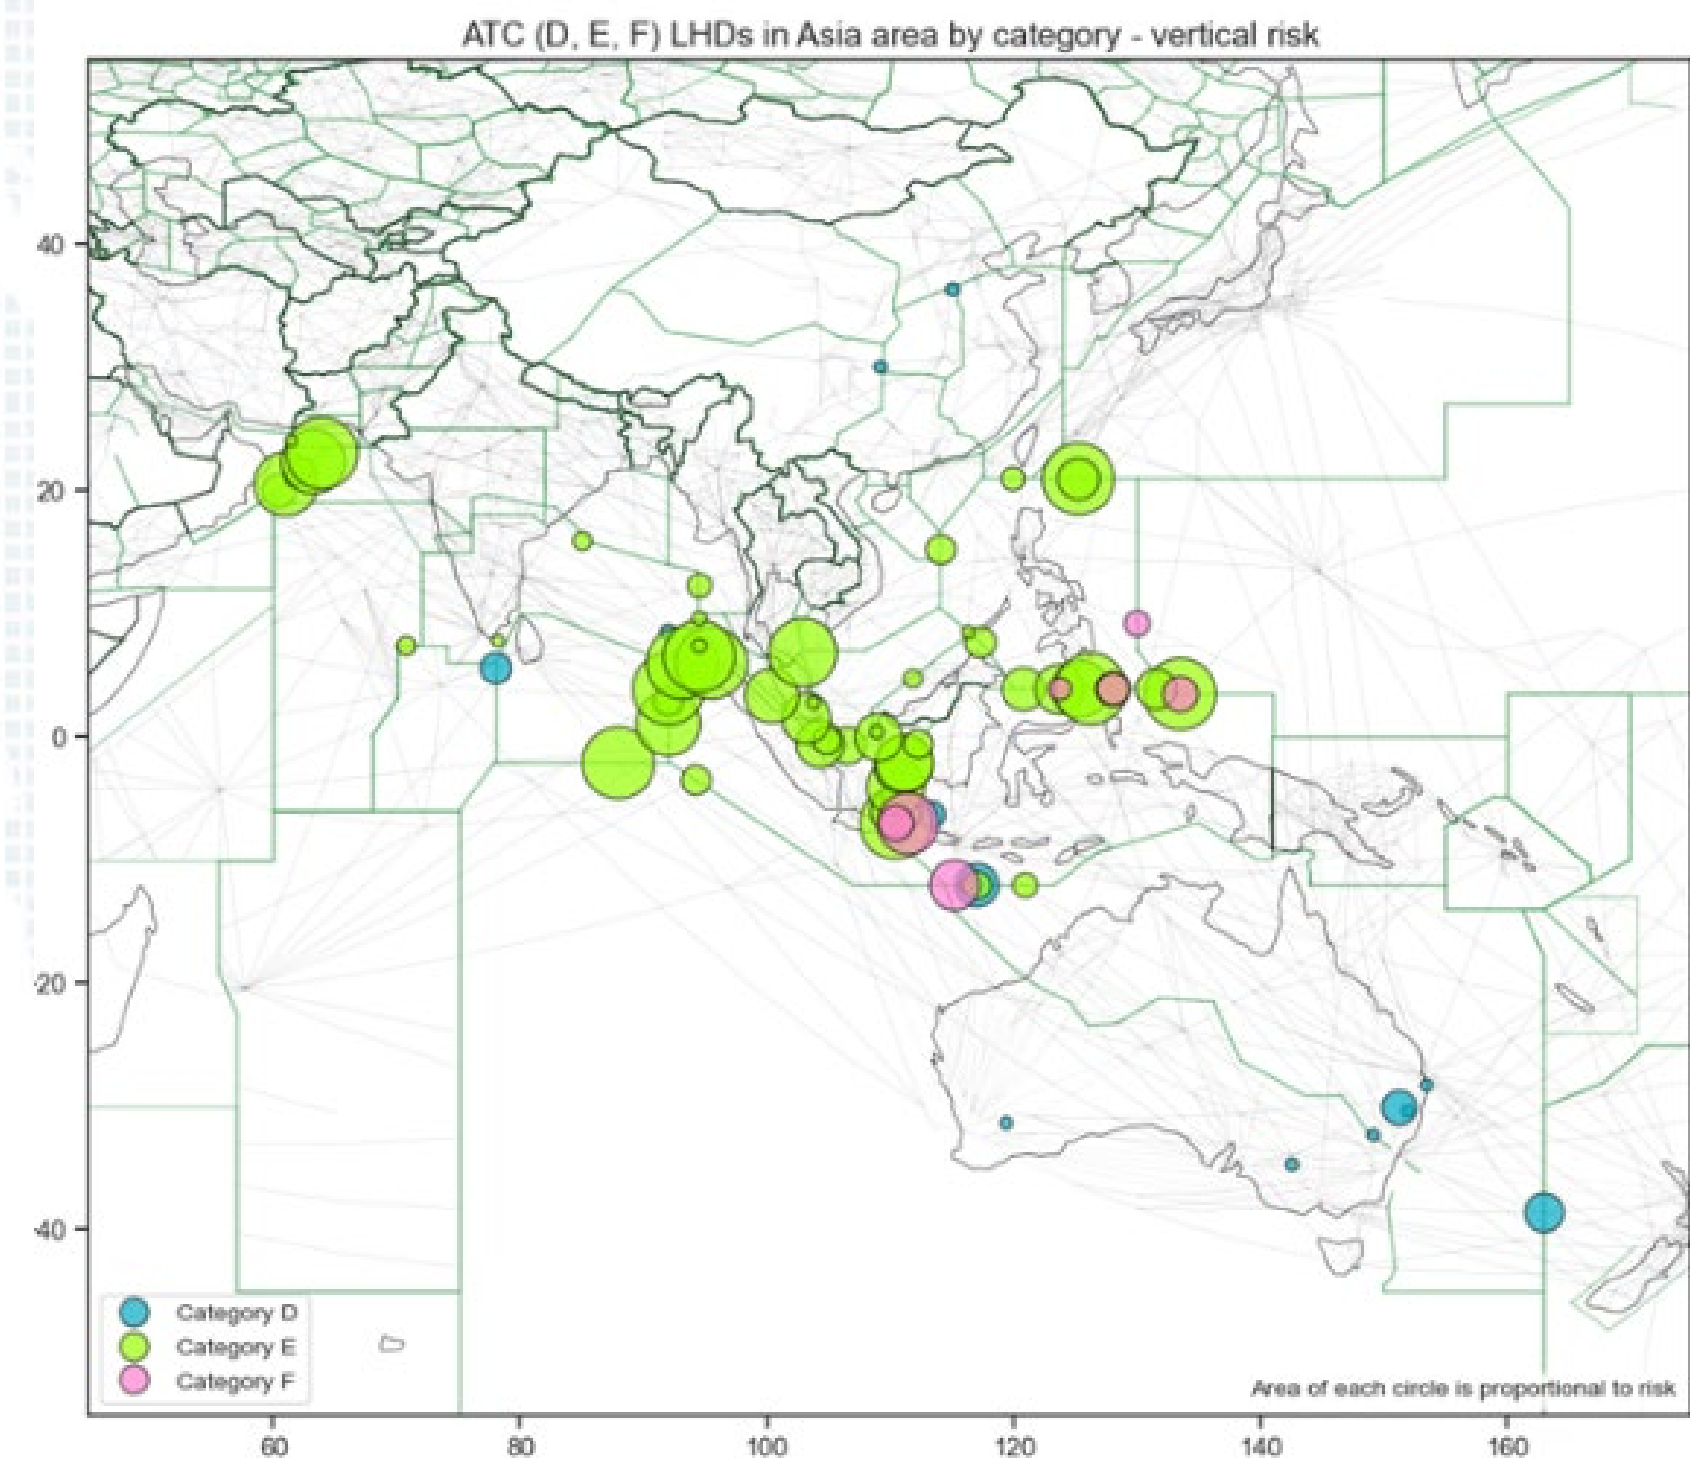 ATC (D, E, F) LHDs in Asia area by category - vertical risk
40
20
0
-20
-40
Category D
Category E
Category F
Area of each circle is proportional to risk
60
80
100
120
140
160